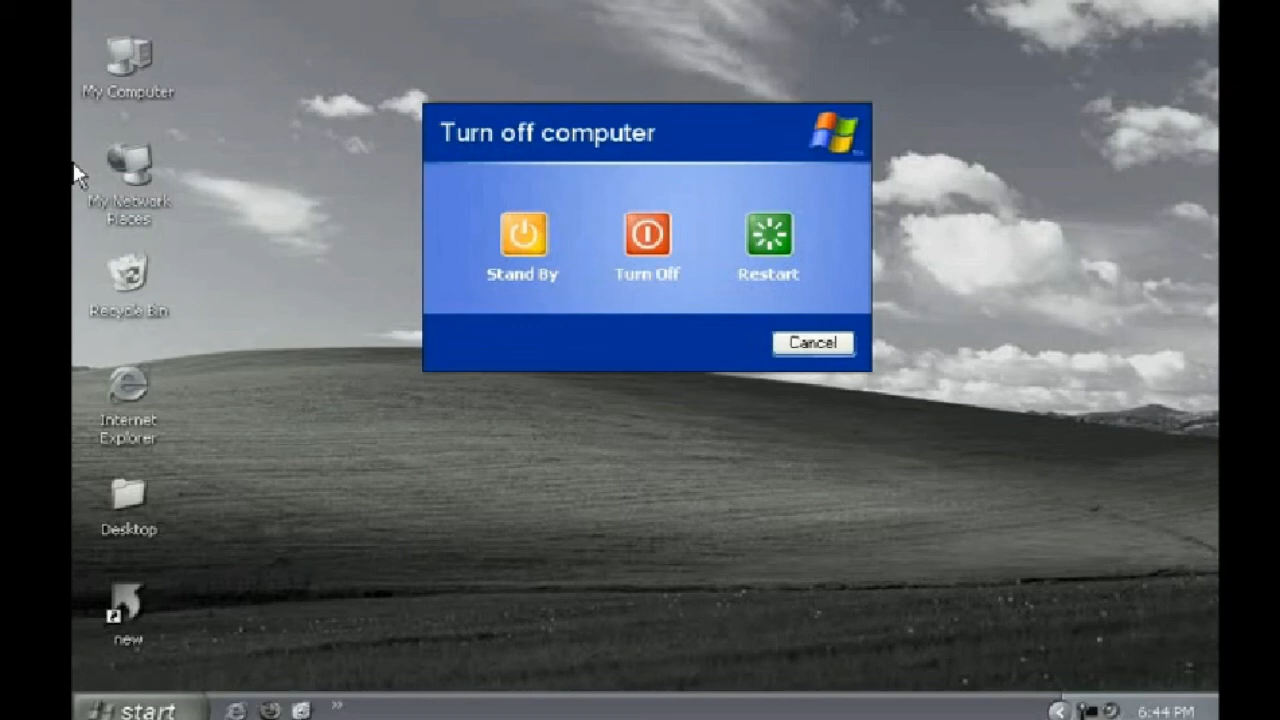 My Computer
My Network
Places
Recycle Bin
Internet
Explorer
Desktop
new
Turn off computer
Stand By
Turn Off
Restart
Cancel
start
6:44 PM